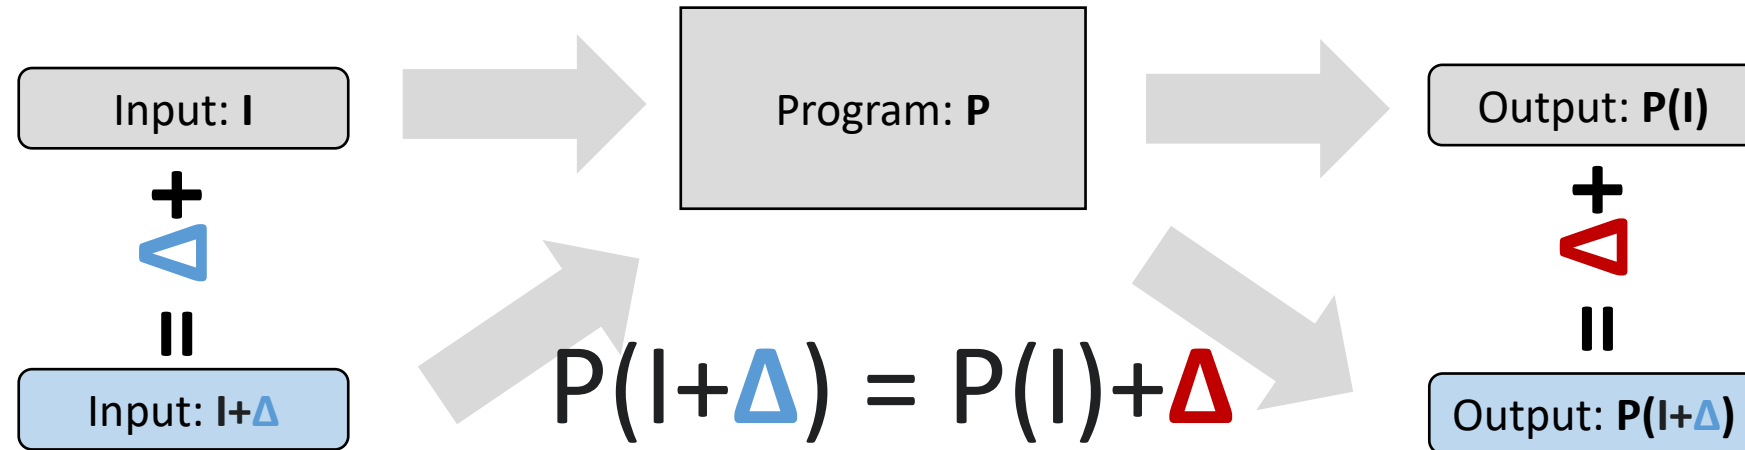 Input: I
Program: P
Output: P(I)
+
+
Δ
Δ
=
=
P(I+Δ) = P(I)+Δ
Input: I+Δ
Output: P(I+Δ)